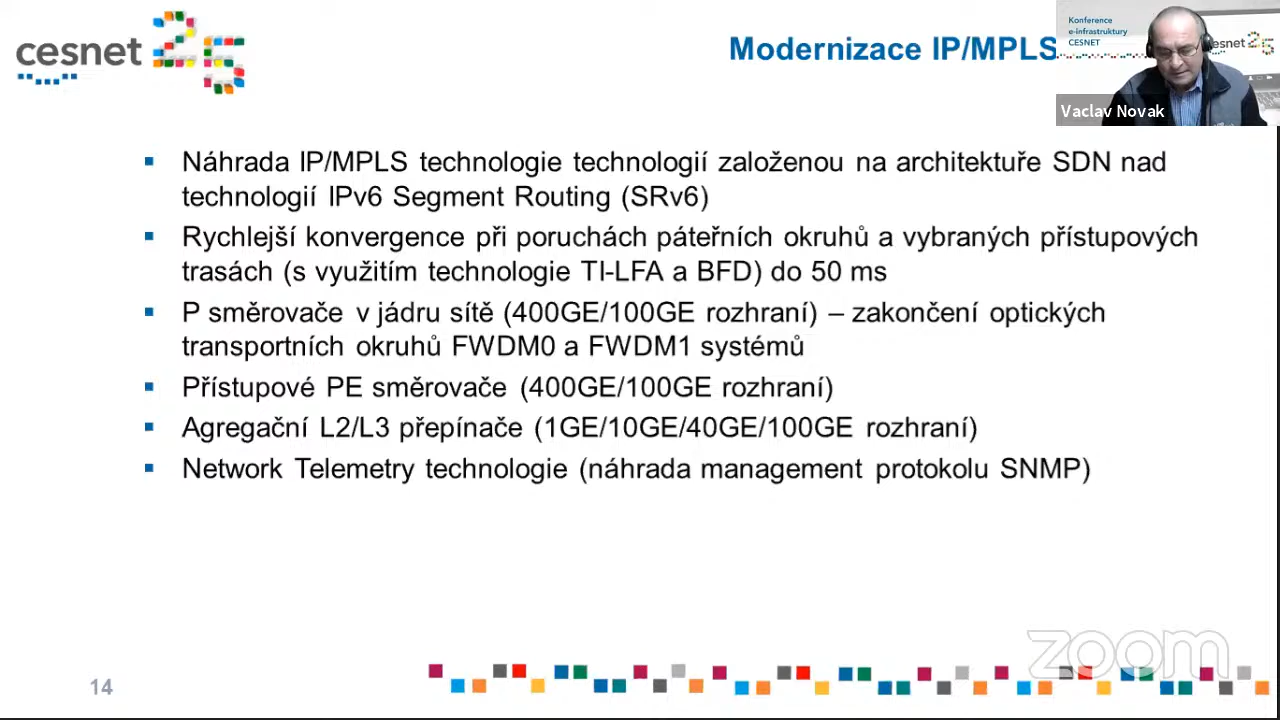 cesnet
Modernizace IP/MPLS
Konference
e-infrastruktury
CESNET
cesnet
Vaclav Novak
Náhrada IP/MPLS technologie technologií založenou na architektuře SDN nad
technologií IPv6 Segment Routing (SRv6)
Rychlejší konvergence při poruchách páteřních okruhů a vybraných přístupových
trasách (s využitím technologie TI-LFA a BFD) do 50 ms
P směrovače v jádru sítě (400GE/100GE rozhraní) – zakončení optických
transportních okruhů FWDM0 a FWDM1 systémů
Přístupové PE směrovače (400GE/100GE rozhraní)
Agregační L2/L3 přepínače (1GE/10GE/40GE/100GE rozhraní)
Network Telemetry technologie (náhrada management protokolu SNMP)
zoom
14